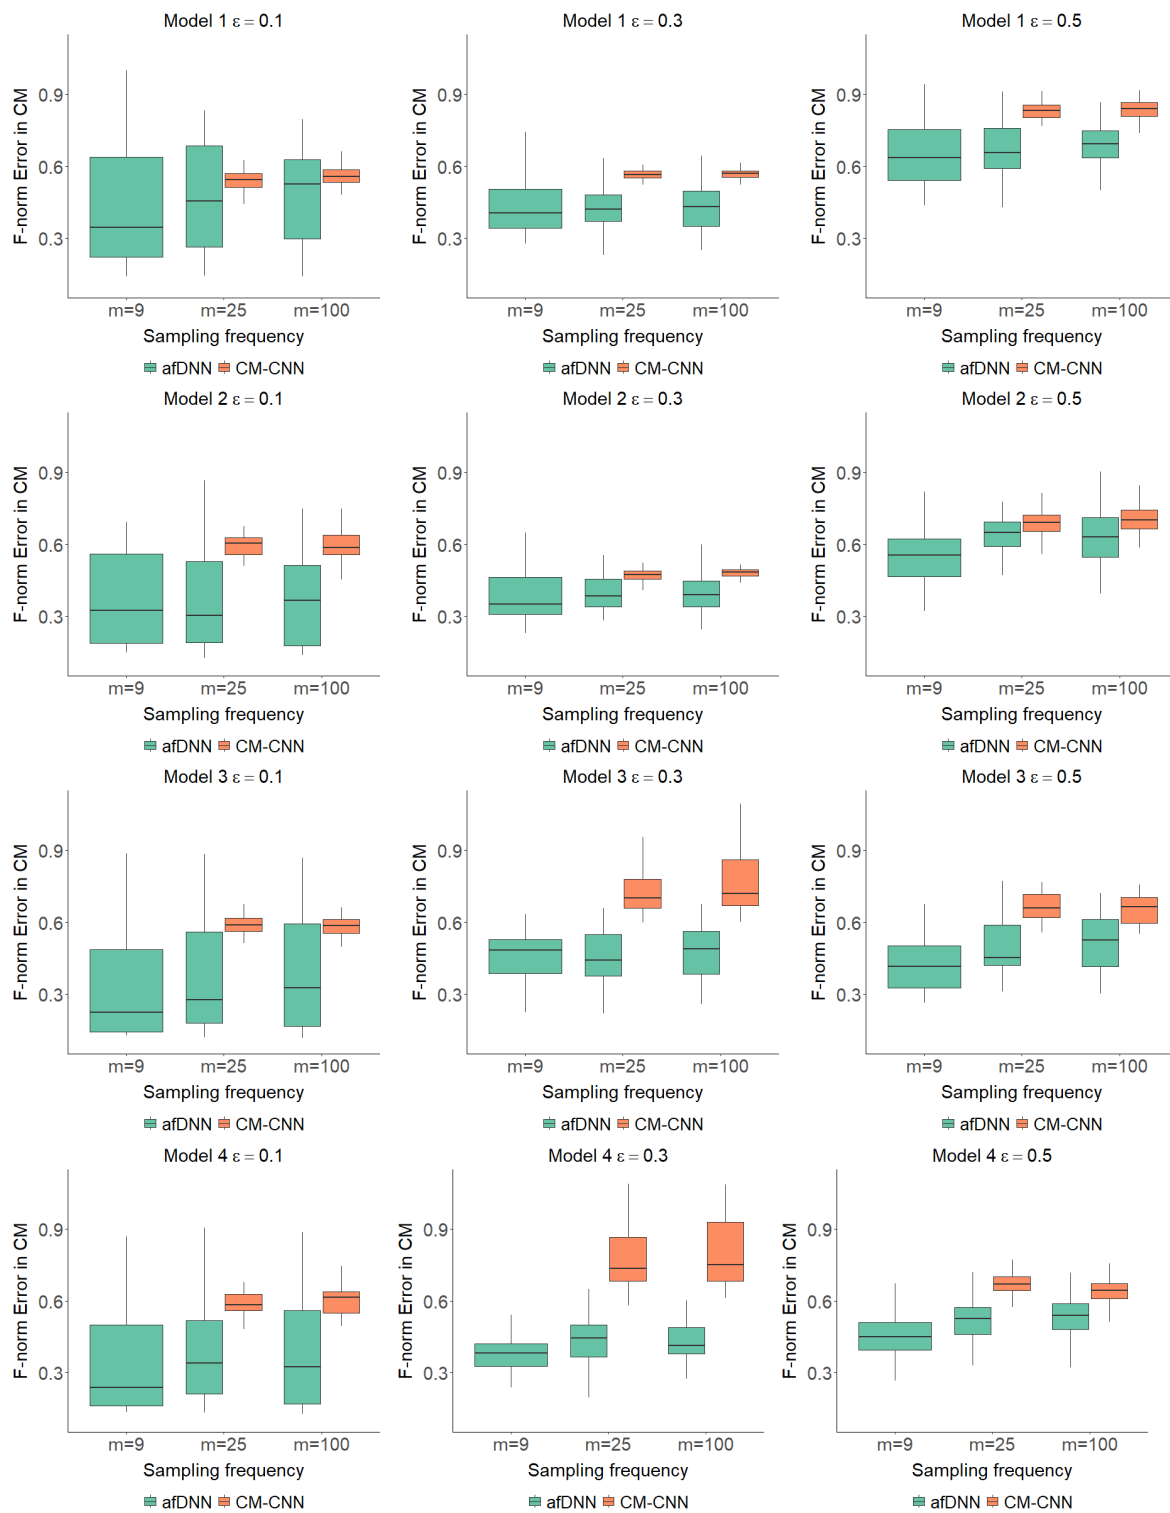 Model 1 ε = 0.1
F-norm Error in CM
0.9
0.6
0.3
m=9 m=25 m=100
Sampling frequency
afDNN CM-CNN
Model 1 ε = 0.3
F-norm Error in CM
0.9
0.6
0.3
m=9 m=25 m=100
Sampling frequency
afDNN CM-CNN
Model 1 ε = 0.5
F-norm Error in CM
0.9
0.6
0.3
m=9 m=25 m=100
Sampling frequency
afDNN CM-CNN
Model 2 ε = 0.1
F-norm Error in CM
0.9
0.6
0.3
m=9 m=25 m=100
Sampling frequency
afDNN CM-CNN
Model 2 ε = 0.3
F-norm Error in CM
0.9
0.6
0.3
m=9 m=25 m=100
Sampling frequency
afDNN CM-CNN
Model 2 ε = 0.5
F-norm Error in CM
0.9
0.6
0.3
m=9 m=25 m=100
Sampling frequency
afDNN CM-CNN
Model 3 ε = 0.1
F-norm Error in CM
0.9
0.6
0.3
m=9 m=25 m=100
Sampling frequency
afDNN CM-CNN
Model 3 ε = 0.3
F-norm Error in CM
0.9
0.6
0.3
m=9 m=25 m=100
Sampling frequency
afDNN CM-CNN
Model 3 ε = 0.5
F-norm Error in CM
0.9
0.6
0.3
m=9 m=25 m=100
Sampling frequency
afDNN CM-CNN
Model 4 ε = 0.1
F-norm Error in CM
0.9
0.6
0.3
m=9 m=25 m=100
Sampling frequency
afDNN CM-CNN
Model 4 ε = 0.3
F-norm Error in CM
0.9
0.6
0.3
m=9 m=25 m=100
Sampling frequency
afDNN CM-CNN
Model 4 ε = 0.5
F-norm Error in CM
0.9
0.6
0.3
m=9 m=25 m=100
Sampling frequency
afDNN CM-CNN